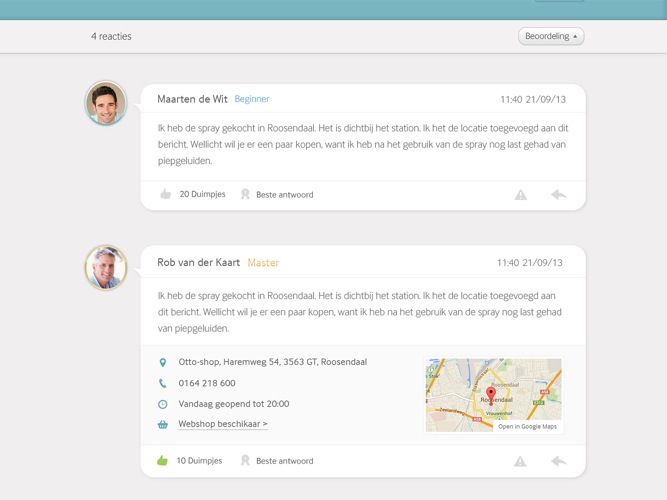 4 reacties
Beoordeling
Maarten de Wit Beginner 11:40 21/09/13
Ik heb de spray gekocht in Roosendaal. Het is dichtbij het station. Ik het de locatie toegevoegd aan dit
bericht. Wellicht wil je er een paar kopen, want ik heb na het gebruik van de spray nog last gehad van
piepgeluiden.
20 Duimpjes Beste antwoord
Rob van der Kaart Master 11:40 21/09/13
Ik heb de spray gekocht in Roosendaal. Het is dichtbij het station. Ik het de locatie toegevoegd aan
dit bericht. Wellicht wil je er een paar kopen, want ik heb na het gebruik van de spray nog last gehad
van piepgeluiden.
Otto-shop, Haremweg 54, 3563 GT, Roosendaal
0164 218 600
Vandaag geopend tot 20:00
Webshop beschikaar >
Roosendaal
A58
Roosendaal
Vrouwenhof
Open in Google Maps
10 Duimpjes Beste antwoord